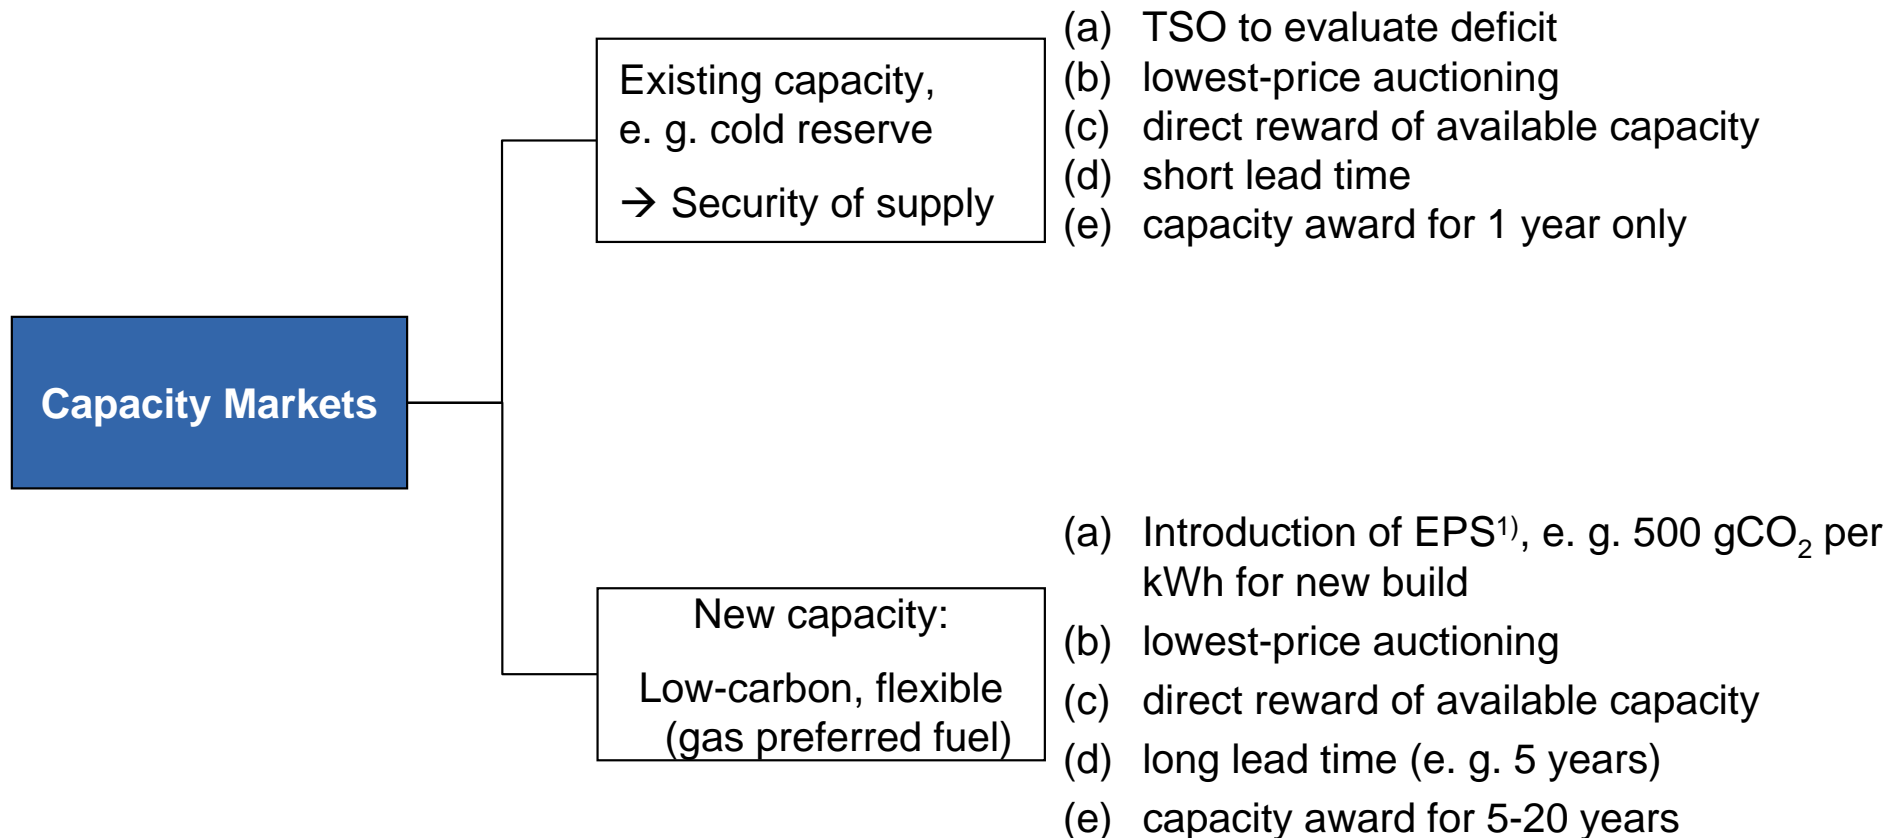 Capacity Markets
Existing capacity,
e. g. cold reserve
→ Security of supply
(a) TSO to evaluate deficit
(b) lowest-price auctioning
(c) direct reward of available capacity
(d) short lead time
(e) capacity award for 1 year only
New capacity:
Low-carbon, flexible
(gas preferred fuel)
(a) Introduction of EPS¹⁾, e. g. 500 gCO₂ per
kWh for new build
(b) lowest-price auctioning
(c) direct reward of available capacity
(d) long lead time (e. g. 5 years)
(e) capacity award for 5-20 years